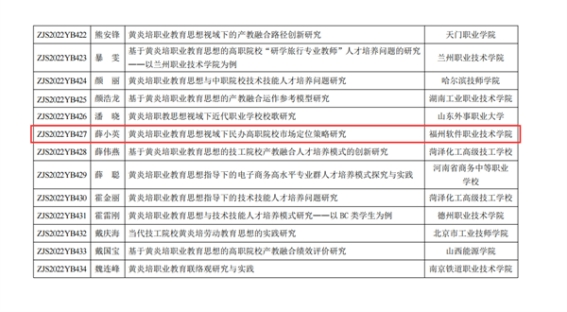 ZJS2022YB422 熊安锋 黄炎培职业教育思想视域下的产教融合路径创新研究 天门职业学院
ZJS2022YB423 暴 雯 基于黄炎培职业教育思想的高职院校“研学旅行专业教师”人才培养问题的研究
——以兰州职业技术学院为例 兰州职业技术学院
ZJS2022YB424 颜 丽 黄炎培职业教育思想与中职院校技术技能人才培养问题研究 哈尔滨技师学院
ZJS2022YB425 颜浩龙 基于黄炎培职业教育思想的产教融合运作参考模型研究 湖南工业职业技术学院
ZJS2022YB426 潘 晓 黄炎培职教思想视域下近代职业学校校歌研究 山东外事职业大学
ZJS2022YB427 薛小英 黄炎培职业教育思想视域下民办高职院校市场定位策略研究 福州软件职业技术学院
ZJS2022YB428 薛伟燕 基于黄炎培职业教育思想的技工院校产教融合人才培养模式的创新研究 菏泽化工高级技工学校
ZJS2022YB429 薛 聪 黄炎培职业教育思想指导下的电子商务高水平专业群人才培养模式探究与实践 河南省商务中等职业
学校
ZJS2022YB430 霍金丽 黄炎培职业教育思想指导下的技术技能人才培养问题研究 菏泽化工高级技工学校
ZJS2022YB431 霍雷刚 黄炎培职业教育思想与技术技能人才培养模式研究——以 BC 类学生为例 德州职业技术学院
ZJS2022YB432 戴庆海 当代技工院校黄炎培劳动教育思想的实践研究 北京市工业技师学院
ZJS2022YB433 戴国宝 基于黄炎培职业教育思想的高职院校产教融合绩效评价研究 山西能源学院
ZJS2022YB434 魏连峰 黄炎培职业教育联络观研究与实践 南京铁道职业技术学院